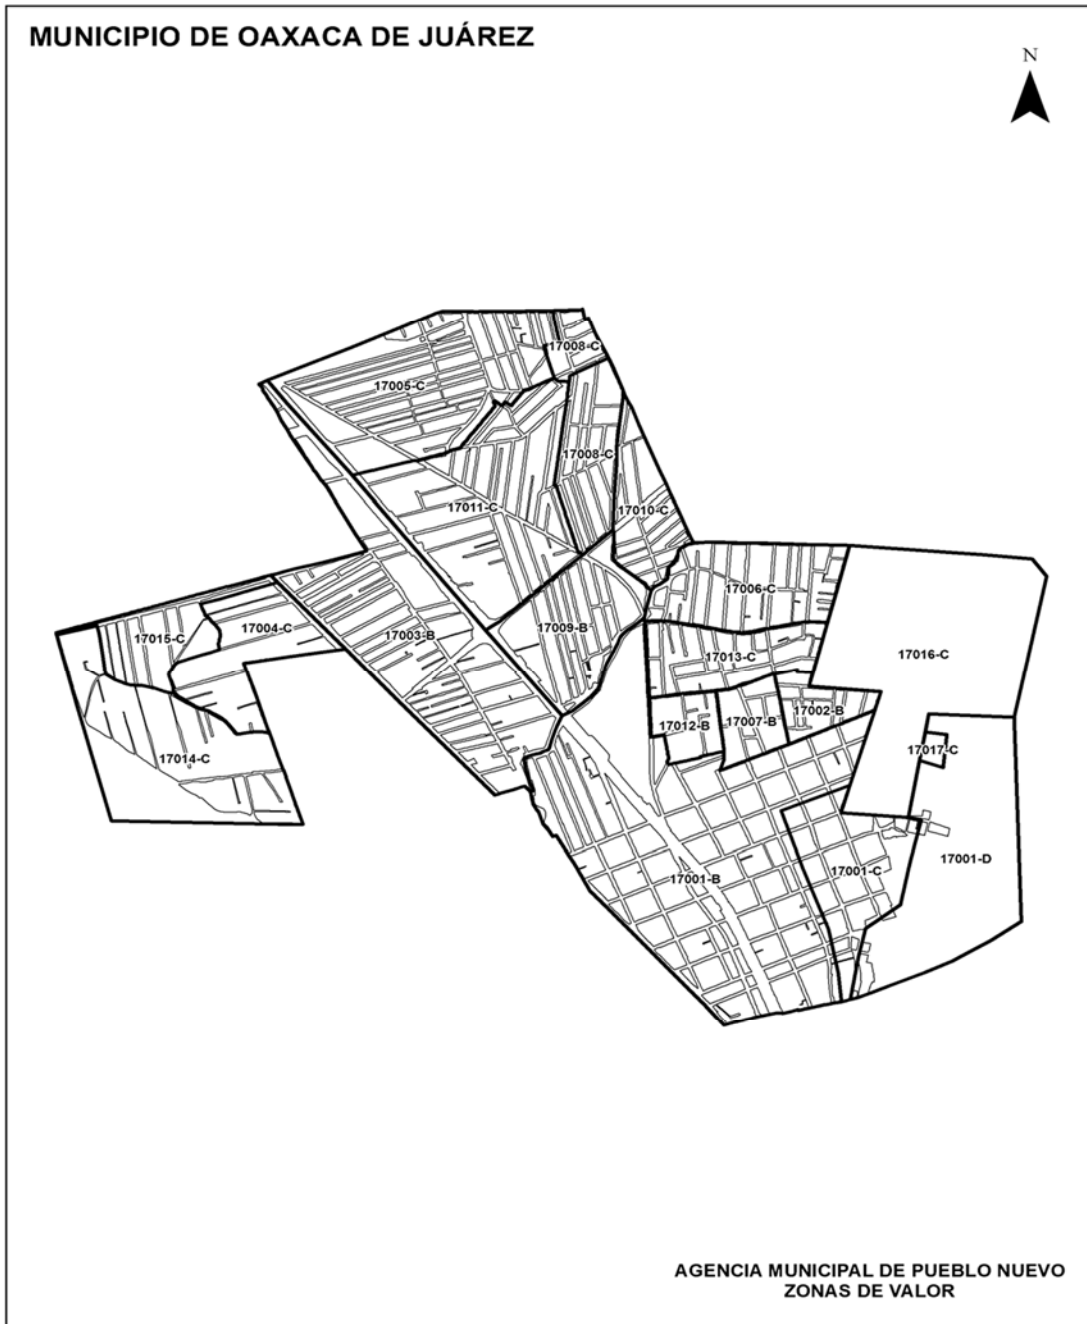 MUNICIPIO DE OAXACA DE JUÁREZ
N
17008-C
17005-C
17008-C
17011-C
17010-C
17006-C
17015-C
17004-C
17003-B
17009-B
17013-C
17016-C
17012-B
17007-B
17002-B
17017-C
17014-C
17001-B
17001-C
17001-D
AGENCIA MUNICIPAL DE PUEBLO NUEVO
ZONAS DE VALOR